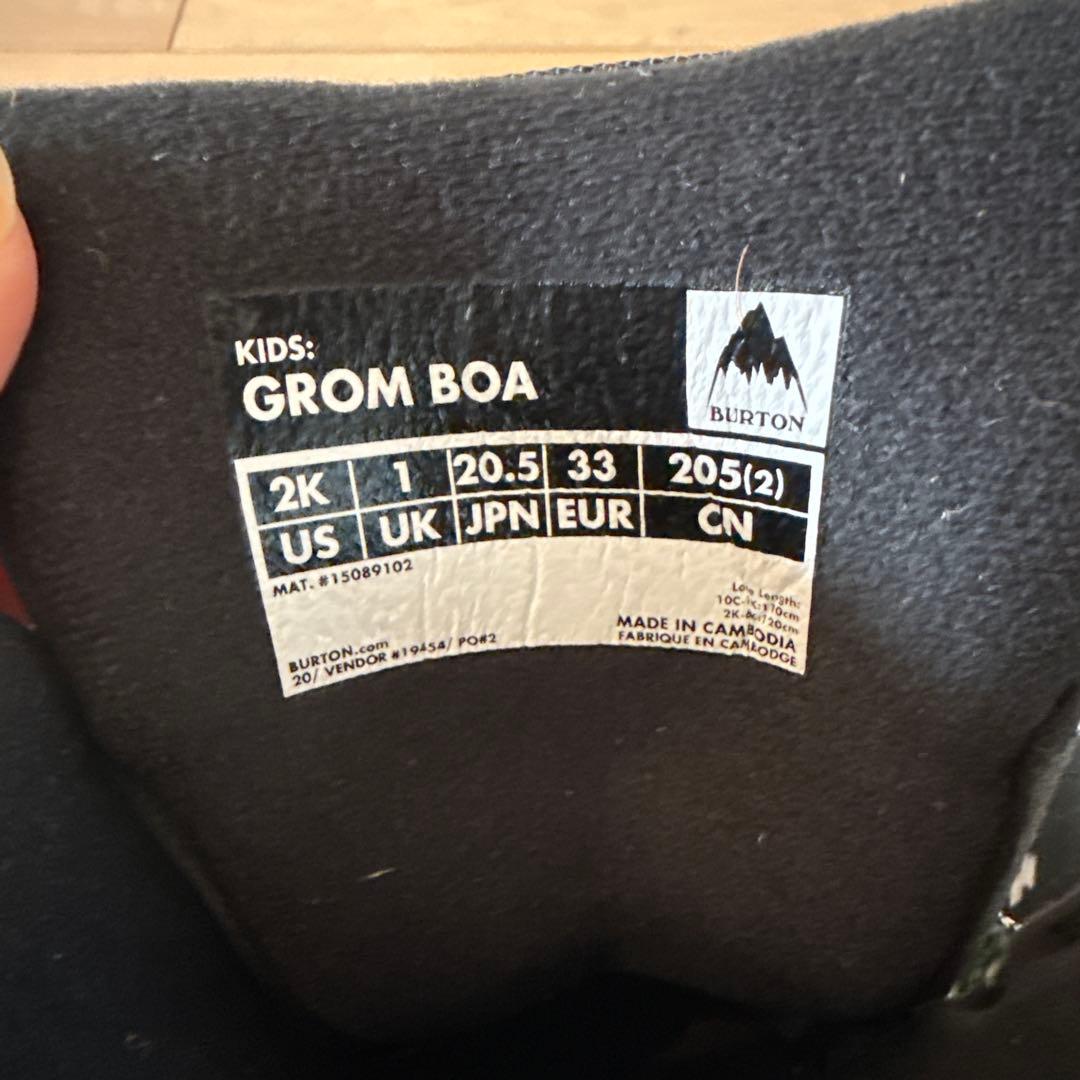 KIDS:
GROM BOA
BURTON
2K 1 20.5 33 205(2)
US UK JPN EUR CN
MAT. #15089102
Length:
MADE IN CAMBODIA
FABRIQUE EN CAMBODGE
BURTON.com
20/ VENDOR #19454/ PO#2